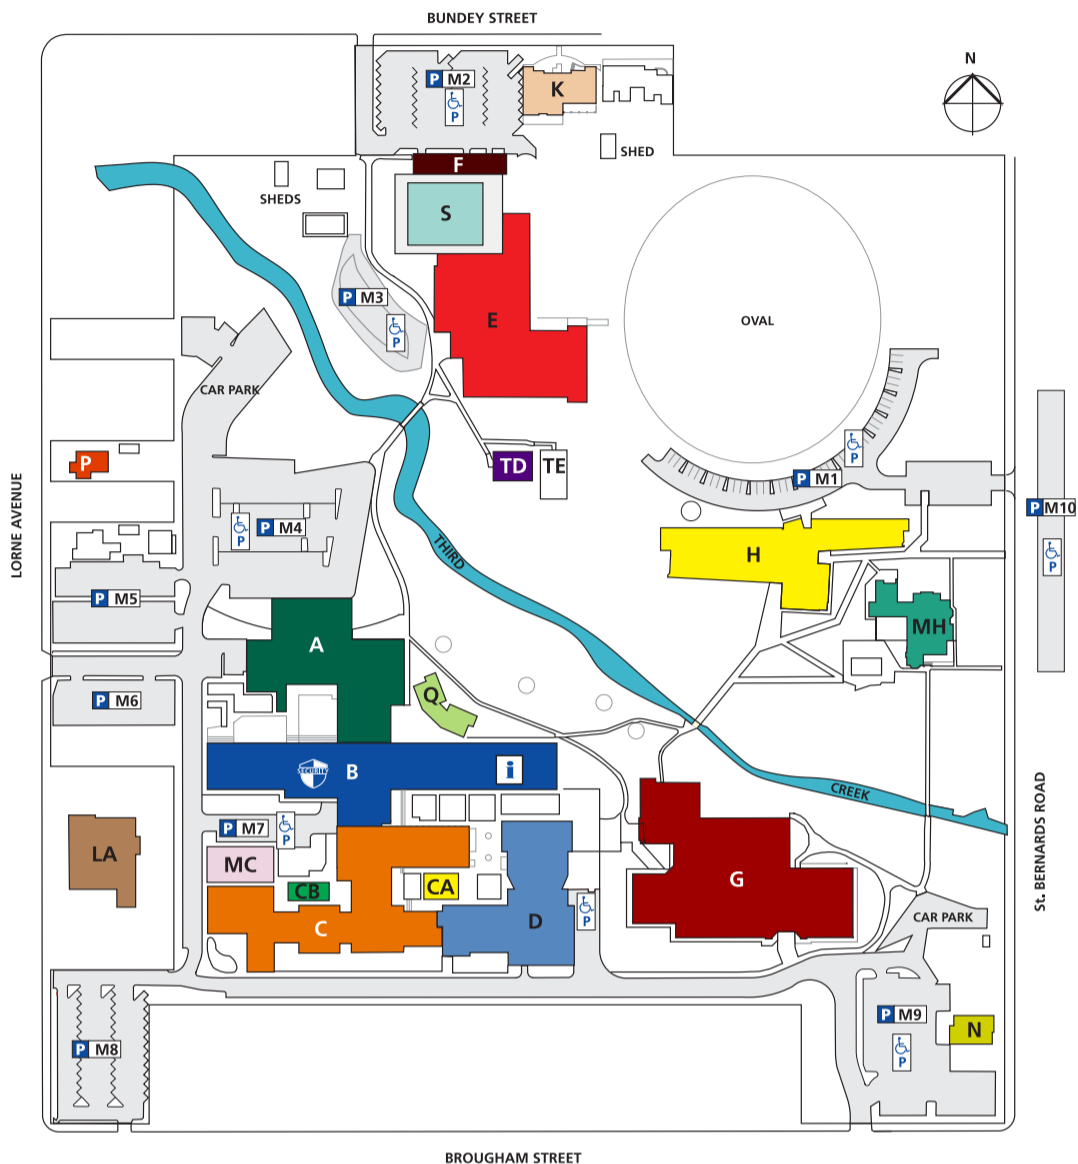 BUNDEY STREET
N
P M2
P
K
SHED
F
SHEDS
S
P M3
P
E
OVAL
CAR PARK
P
TD
TE
P M1
P
LORNE AVENUE
P M4
P
P M10
P
H
THIRD
P M5
A
MH
Q
P M6
SECURITY
B
i
CREEK
St. BERNARDS ROAD
P M7
P
LA
MC
CB
CA
G
C
D
P
CAR PARK
P M9
P
N
P M8
BROUGHAM STREET